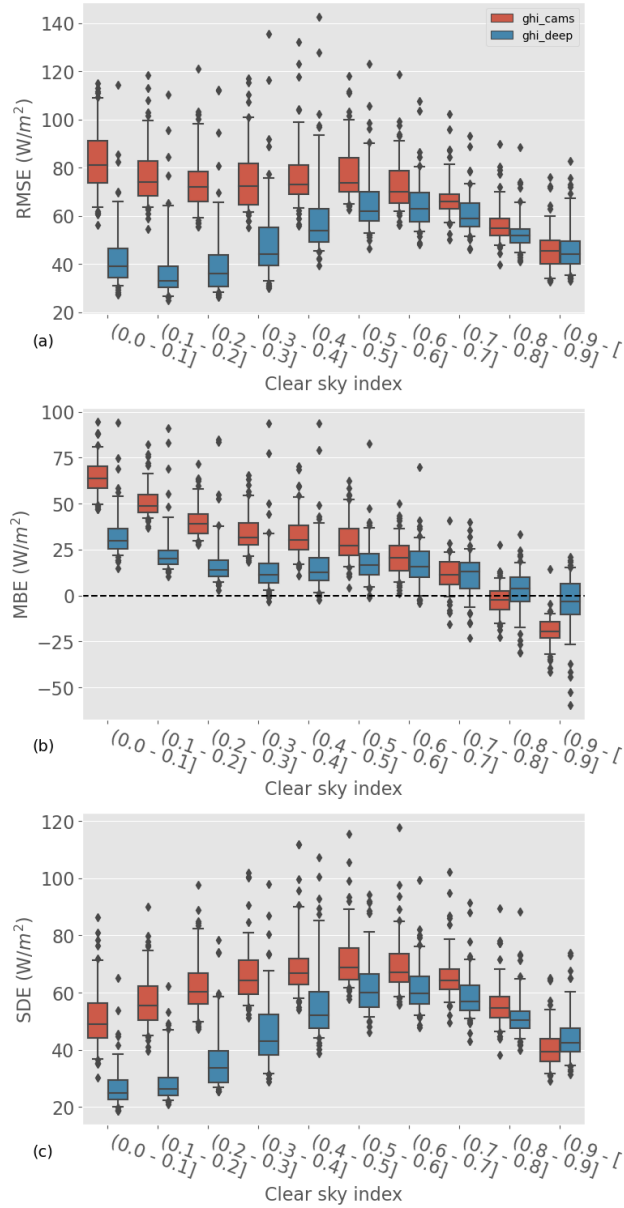 140
120
100
80
60
40
20
RMSE (W/m²)
ghi_cams
ghi_deep
(0.0 - 0.1]
(0.1 - 0.2]
(0.2 - 0.3]
(0.3 - 0.4]
(0.4 - 0.5]
(0.5 - 0.6]
(0.6 - 0.7]
(0.7 - 0.8]
(0.8 - 0.9]
(0.9 - [
(a)
Clear sky index
100
75
50
25
0
−25
−50
MBE (W/m²)
(0.0 - 0.1]
(0.1 - 0.2]
(0.2 - 0.3]
(0.3 - 0.4]
(0.4 - 0.5]
(0.5 - 0.6]
(0.6 - 0.7]
(0.7 - 0.8]
(0.8 - 0.9]
(0.9 - [
(b)
Clear sky index
120
100
80
60
40
20
SDE (W/m²)
(0.0 - 0.1]
(0.1 - 0.2]
(0.2 - 0.3]
(0.3 - 0.4]
(0.4 - 0.5]
(0.5 - 0.6]
(0.6 - 0.7]
(0.7 - 0.8]
(0.8 - 0.9]
(0.9 - [
(c)
Clear sky index